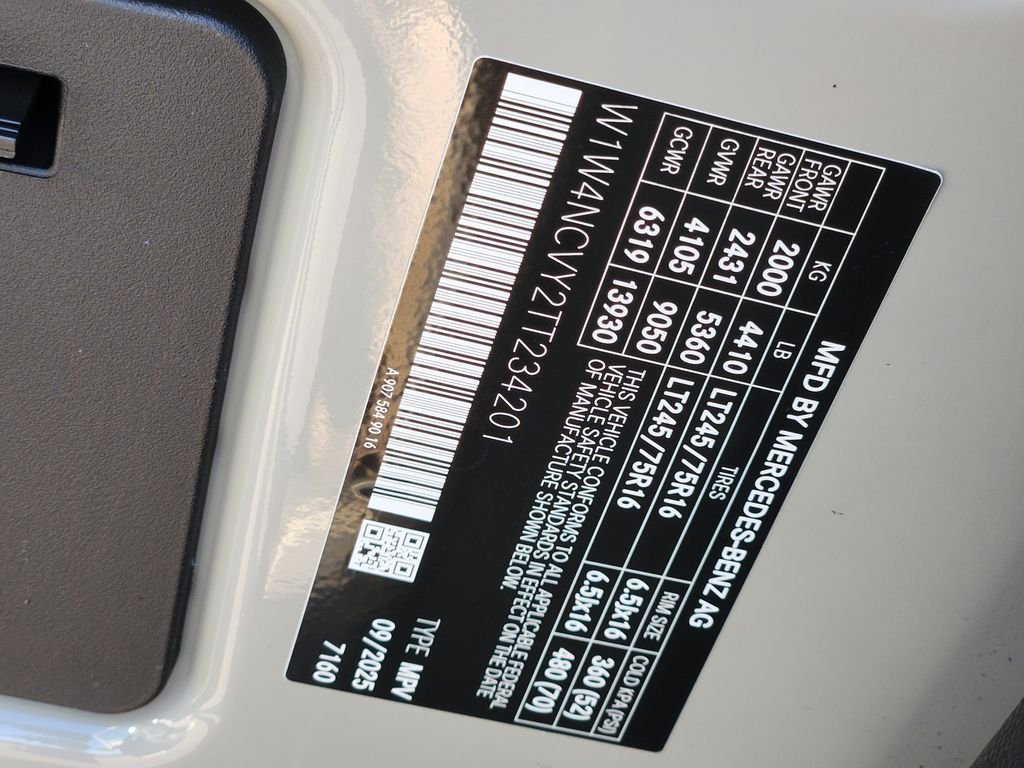 MFD BY MERCEDES-BENZ AG
KG LB TIRES RIM SIZE COLD KPA(PSI)
GAWR FRONT 2000 4410 LT245/75R16 6.5Jx16 360 (52)
GAWR REAR 2431 5360 LT245/75R16 6.5Jx16 480 (70)
GVWR 4105 9050
GCWR 6319 13930
THIS VEHICLE CONFORMS TO ALL APPLICABLE FEDERAL
VEHICLE SAFETY STANDARDS IN EFFECT ON THE DATE
OF MANUFACTURE SHOWN BELOW.
W1W4NCVY2TT234201
TYPE MPV
09/2025
7160
A 907 584 90 16